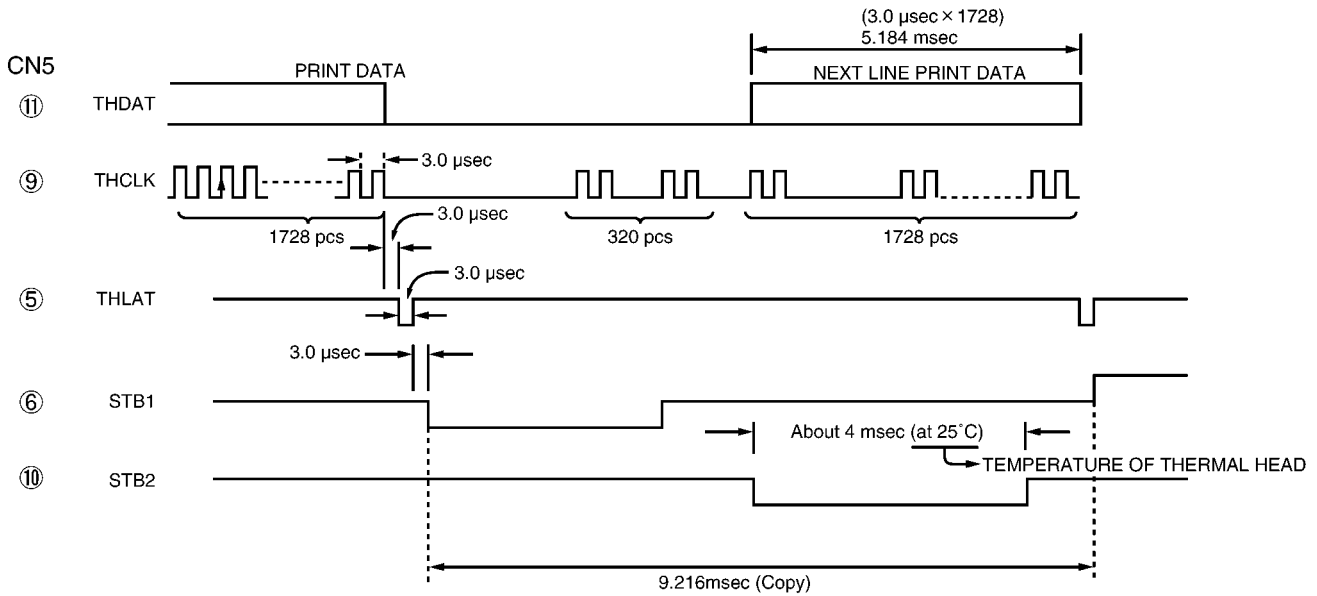 (3.0 µsec × 1728)
5.184 msec
CN5
PRINT DATA
NEXT LINE PRINT DATA
⑪ THDAT
3.0 µsec
⑨ THCLK
3.0 µsec
1728 pcs
320 pcs
1728 pcs
3.0 µsec
⑤ THLAT
3.0 µsec
⑥ STB1
About 4 msec (at 25˚C)
TEMPERATURE OF THERMAL HEAD
⑩ STB2
9.216msec (Copy)